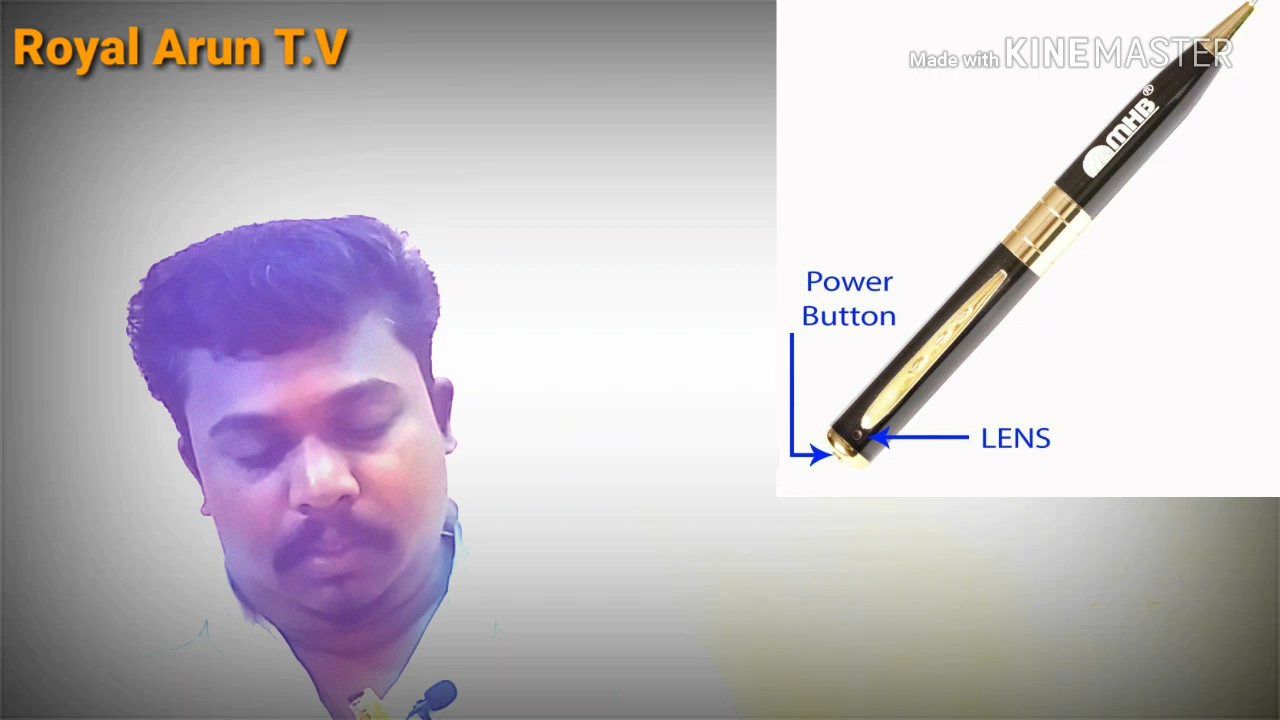 Royal Arun T.V
Made with KINEMASTER
MHB®
Power
Button
LENS